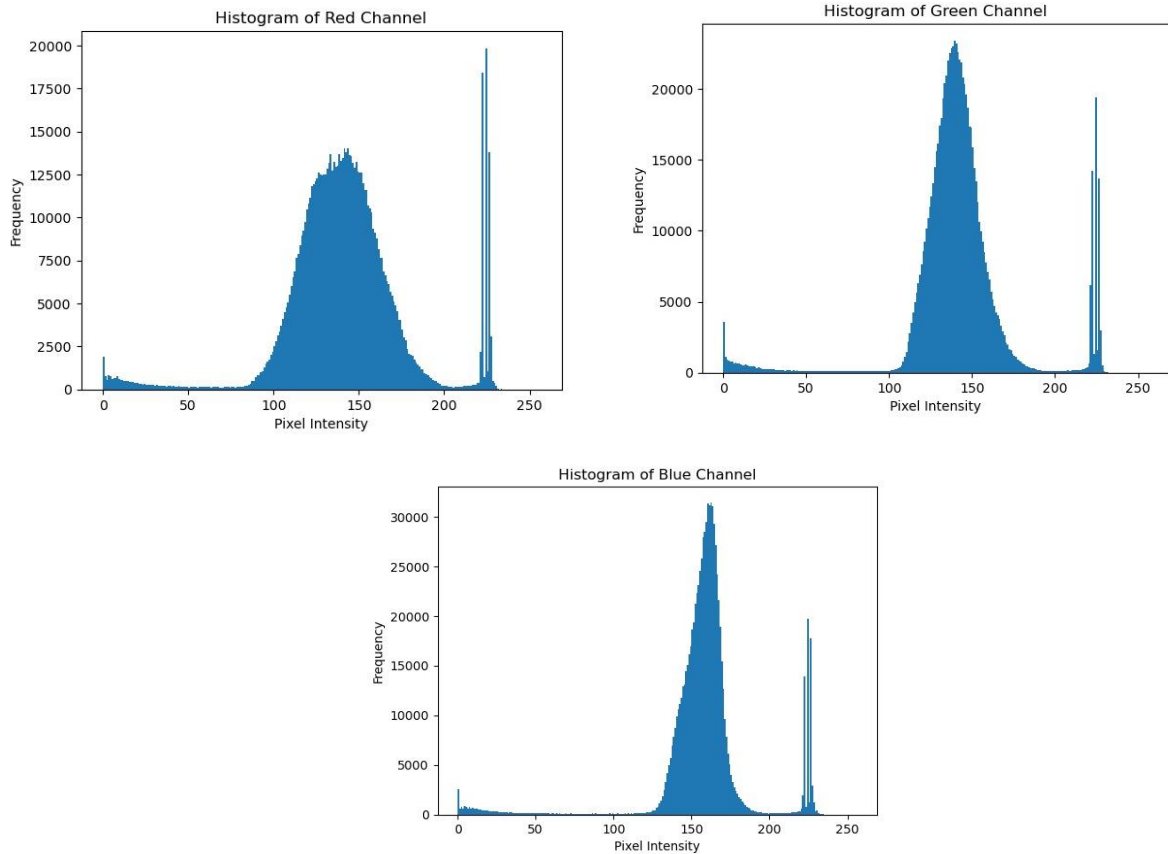 Histogram of Red Channel
20000
17500
15000
12500
10000
7500
5000
2500
0
Frequency
0 50 100 150 200 250
Pixel Intensity
Histogram of Green Channel
20000
15000
10000
5000
0
Frequency
0 50 100 150 200 250
Pixel Intensity
Histogram of Blue Channel
30000
25000
20000
15000
10000
5000
0
Frequency
0 50 100 150 200 250
Pixel Intensity